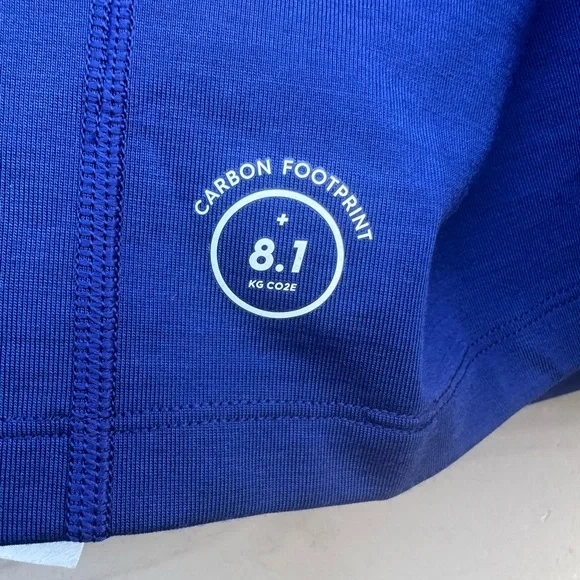 CARBON FOOTPRINT
+
8.1
KG CO2E